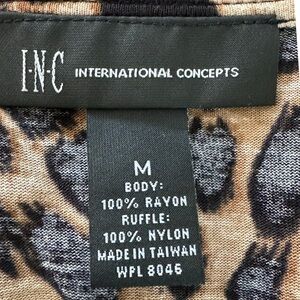 I·N·C INTERNATIONAL CONCEPTS
M
BODY:
100% RAYON
RUFFLE:
100% NYLON
MADE IN TAIWAN
WPL 8046